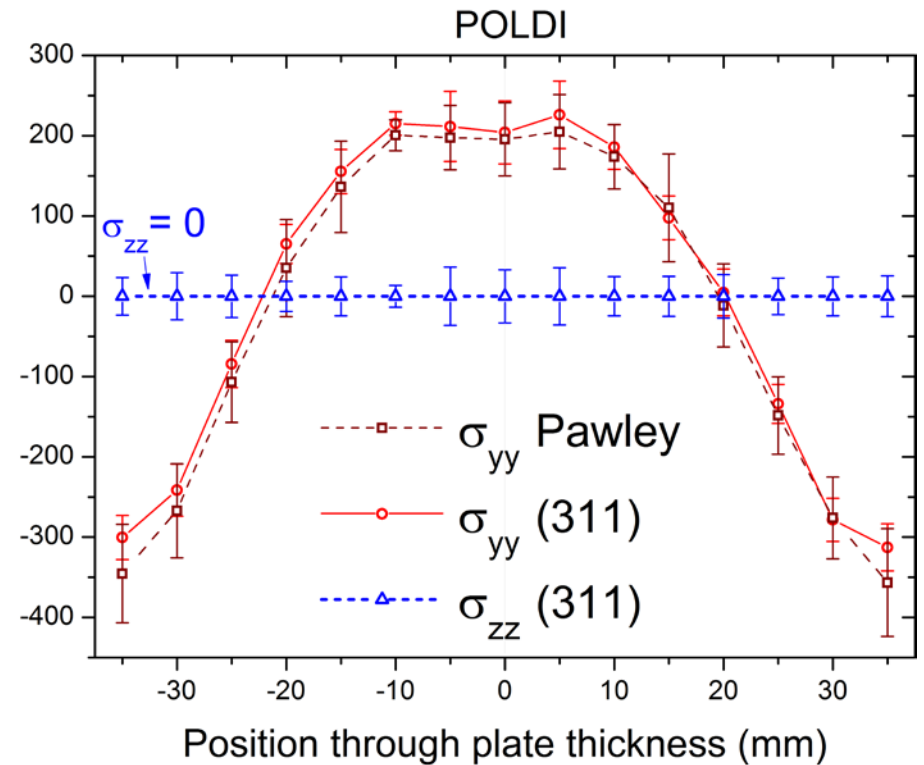 POLDI
300
200
100
0
-100
-200
-300
-400
σzz = 0
σyy Pawley
σyy (311)
σzz (311)
-30 -20 -10 0 10 20 30
Position through plate thickness (mm)